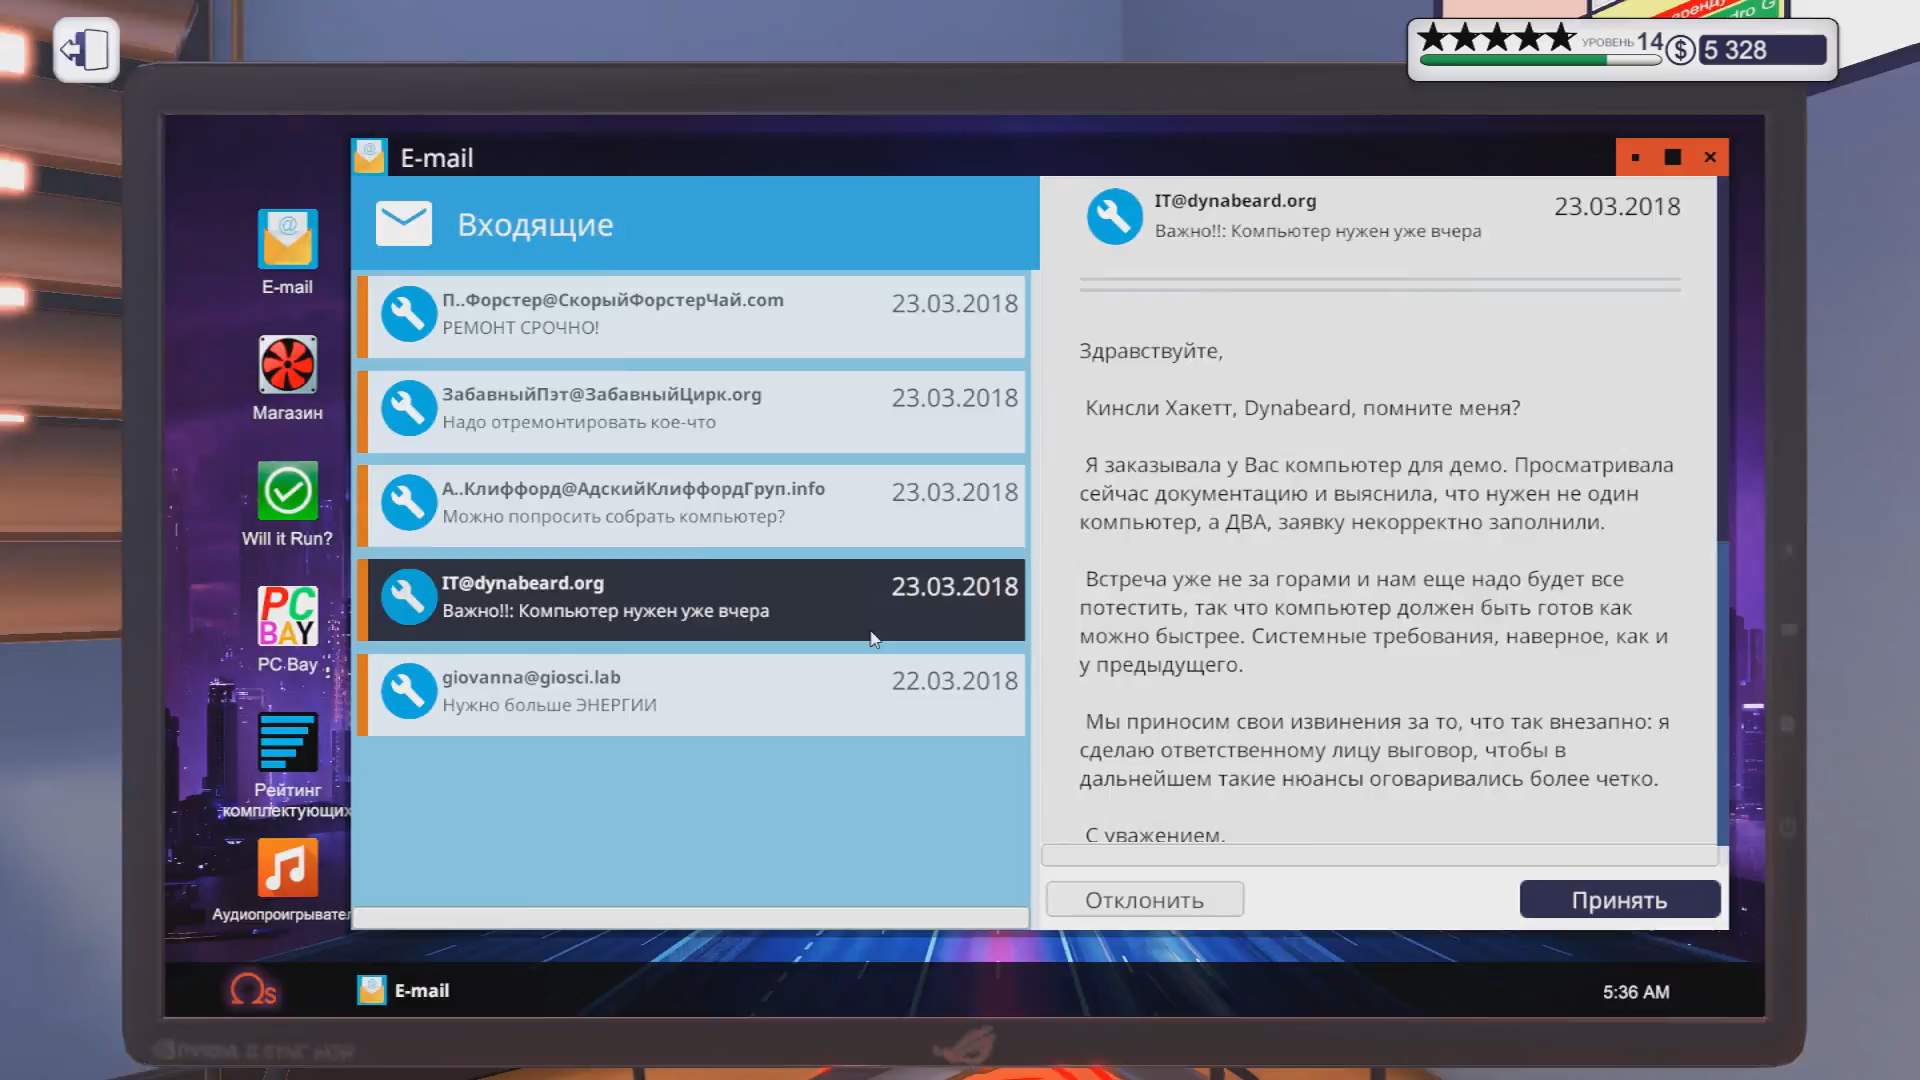 аренду
dro G
УРОВЕНЬ 14
$ 5 328
E-mail
Входящие
П..Форстер@СкорыйФорстерЧай.com
23.03.2018
РЕМОНТ СРОЧНО!
ЗабавныйПэт@ЗабавныйЦирк.org
23.03.2018
Надо отремонтировать кое-что
А..Клиффорд@АдскийКлиффордГруп.info
23.03.2018
Можно попросить собрать компьютер?
IT@dynabeard.org
23.03.2018
Важно!!: Компьютер нужен уже вчера
giovanna@giosci.lab
22.03.2018
Нужно больше ЭНЕРГИИ
IT@dynabeard.org
23.03.2018
Важно!!: Компьютер нужен уже вчера
Здравствуйте,
Кинсли Хакетт, Dynabeard, помните меня?
Я заказывала у Вас компьютер для демо. Просматривала
сейчас документацию и выяснила, что нужен не один
компьютер, а ДВА, заявку некорректно заполнили.
Встреча уже не за горами и нам еще надо будет все
потестить, так что компьютер должен быть готов как
можно быстрее. Системные требования, наверное, как и
у предыдущего.
Мы приносим свои извинения за то, что так внезапно: я
сделаю ответственному лицу выговор, чтобы в
дальнейшем такие нюансы оговаривались более четко.
С уважением,
Отклонить
Принять
E-mail
Магазин
Will it Run?
PC BAY
PC Bay
Рейтинг
комплектующих
Аудиопроигрывател
Ωs
E-mail
5:36 AM